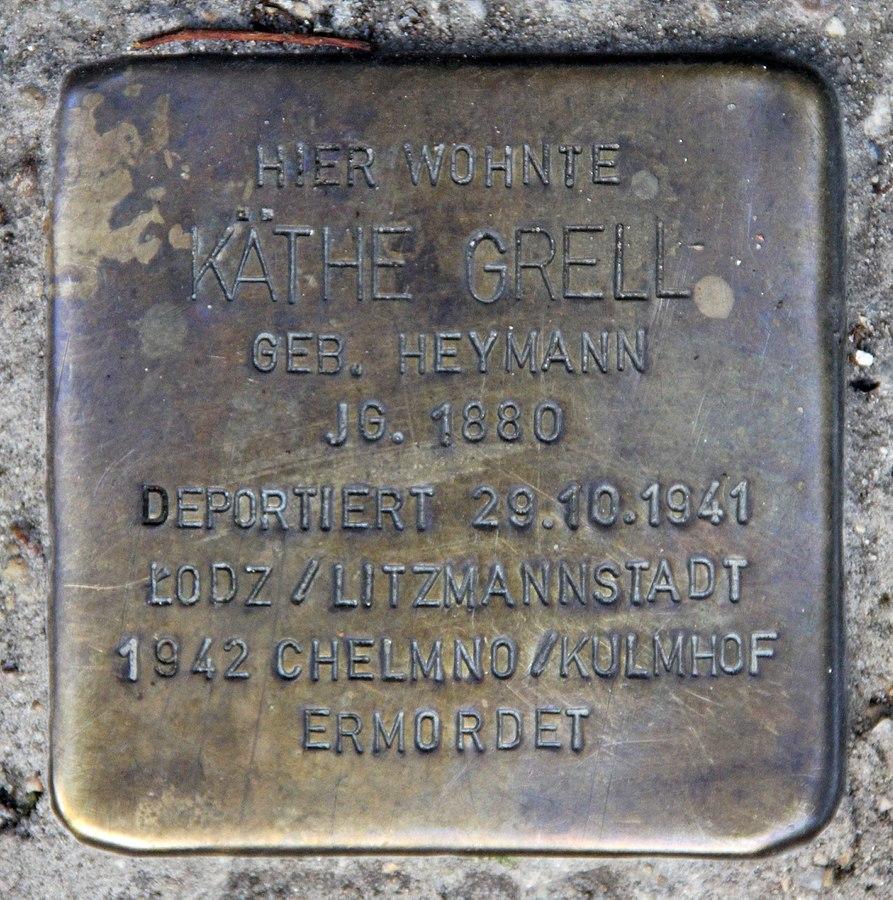 HIER WOHNTE
KÄTHE GRELL
GEB. HEYMANN
JG. 1880
DEPORTIERT 29.10.1941
ŁODZ / LITZMANNSTADT
1942 CHELMNO / KULMHOF
ERMORDET